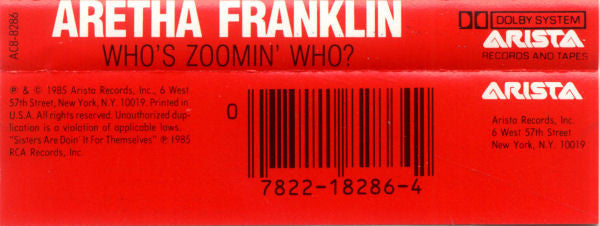 AC8-8286
ARETHA FRANKLIN
WHO'S ZOOMIN' WHO?
DOLBY SYSTEM
ARISTA
RECORDS AND TAPES
℗ & © 1985 Arista Records, Inc., 6 West
57th Street, New York, N.Y. 10019. Printed in
U.S.A. All rights reserved. Unauthorized dup-
lication is a violation of applicable laws.
"Sisters Are Doin' It For Themselves" ℗ 1985
RCA Records, Inc.
0
7822-18286-4
ARISTA
Arista Records, Inc.
6 West 57th Street
New York, N.Y. 10019